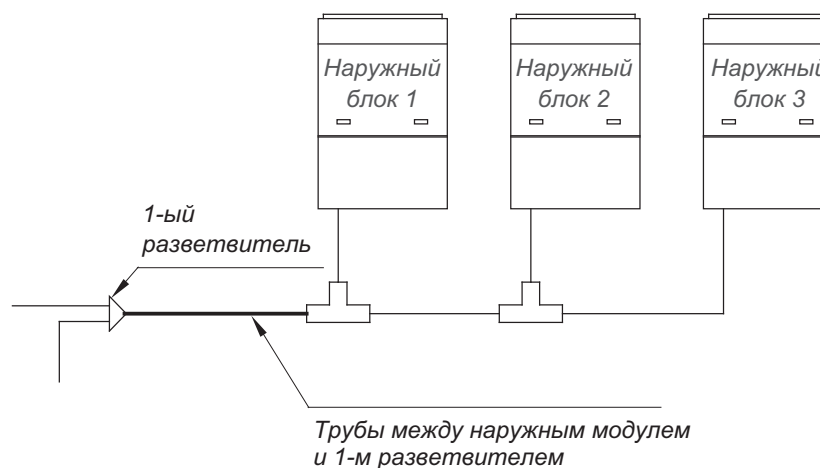 Наружный
блок 1
Наружный
блок 2
Наружный
блок 3
1-ый
разветвитель
Трубы между наружным модулем
и 1-м разветвителем